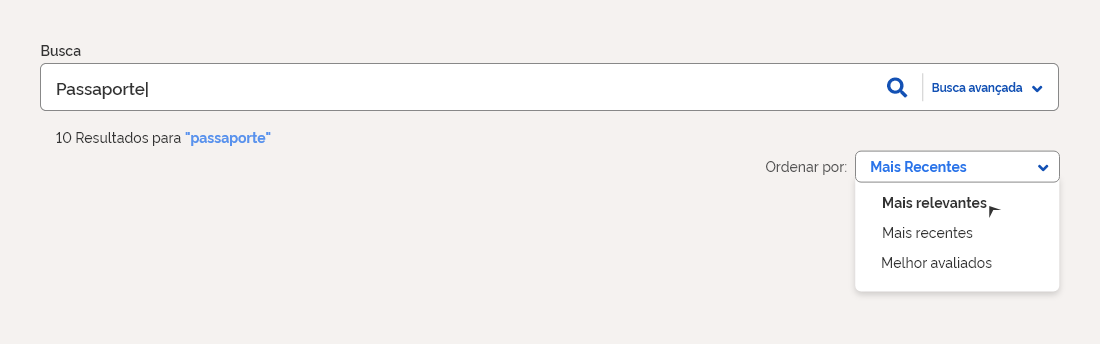 Busca
Passaporte
Busca avançada
10 Resultados para "passaporte"
Ordenar por: Mais Recentes
Mais relevantes
Mais recentes
Melhor avaliados